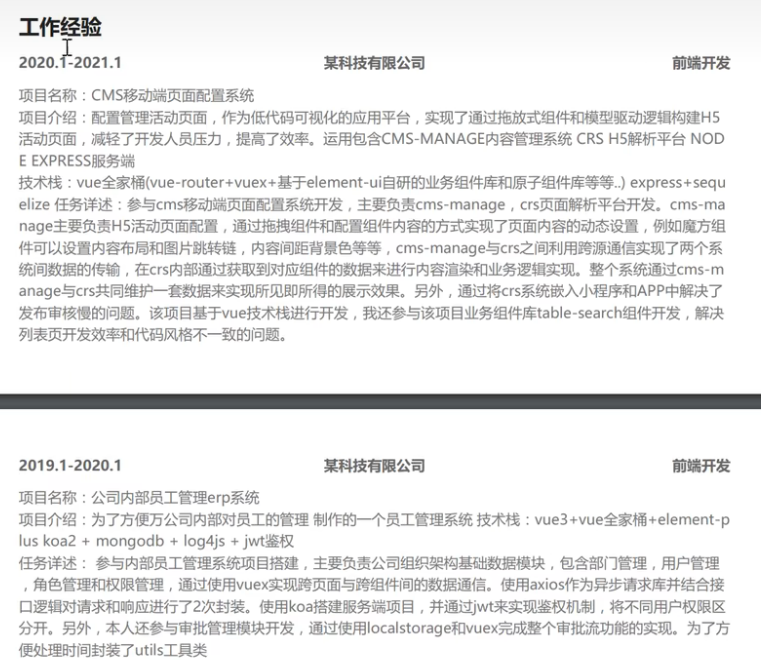 工作经验
2020.1-2021.1 某科技有限公司 前端开发
项目名称：CMS移动端页面配置系统
项目介绍：配置管理活动页面，作为低代码可视化的应用平台，实现了通过拖放式组件和模型驱动逻辑构建H5
活动页面，减轻了开发人员压力，提高了效率。运用包含CMS-MANAGE内容管理系统 CRS H5解析平台 NOD
E EXPRESS服务端
技术栈：vue全家桶(vue-router+vuex+基于element-ui自研的业务组件库和原子组件库等等..) express+sequ
elize 任务详述：参与cms移动端页面配置系统开发，主要负责cms-manage，crs页面解析平台开发。cms-ma
nage主要负责H5活动页面配置，通过拖拽组件和配置组件内容的方式实现了页面内容的动态设置，例如魔方组
件可以设置内容布局和图片跳转链，内容间距背景色等等，cms-manage与crs之间利用跨源通信实现了两个系
统间数据的传输，在crs内部通过获取到对应组件的数据来进行内容渲染和业务逻辑实现。整个系统通过cms-m
anage与crs共同维护一套数据来实现所见即所得的展示效果。另外，通过将crs系统嵌入小程序和APP中解决了
发布审核慢的问题。该项目基于vue技术栈进行开发，我还参与该项目业务组件库table-search组件开发，解决
列表页开发效率和代码风格不一致的问题。
2019.1-2020.1 某科技有限公司 前端开发
项目名称：公司内部员工管理erp系统
项目介绍：为了方便万公司内部对员工的管理 制作的一个员工管理系统 技术栈：vue3+vue全家桶+element-p
lus koa2 + mongodb + log4js + jwt鉴权
任务详述： 参与内部员工管理系统项目搭建，主要负责公司组织架构基础数据模块，包含部门管理，用户管理
，角色管理和权限管理，通过使用vuex实现跨页面与跨组件间的数据通信。使用axios作为异步请求库并结合接
口逻辑对请求和响应进行了2次封装。使用koa搭建服务端项目，并通过jwt来实现鉴权机制，将不同用户权限区
分开。另外，本人还参与审批管理模块开发，通过使用localstorage和vuex完成整个审批流功能的实现。为了方
便处理时间封装了utils工具类